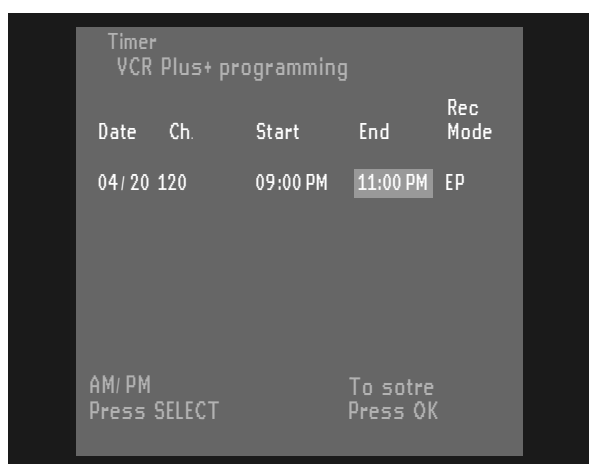 Timer
VCR Plus+ programming
Date Ch. Start End Rec Mode
04/20 120 09:00 PM 11:00 PM EP
AM/PM
Press SELECT
To sotre
Press OK